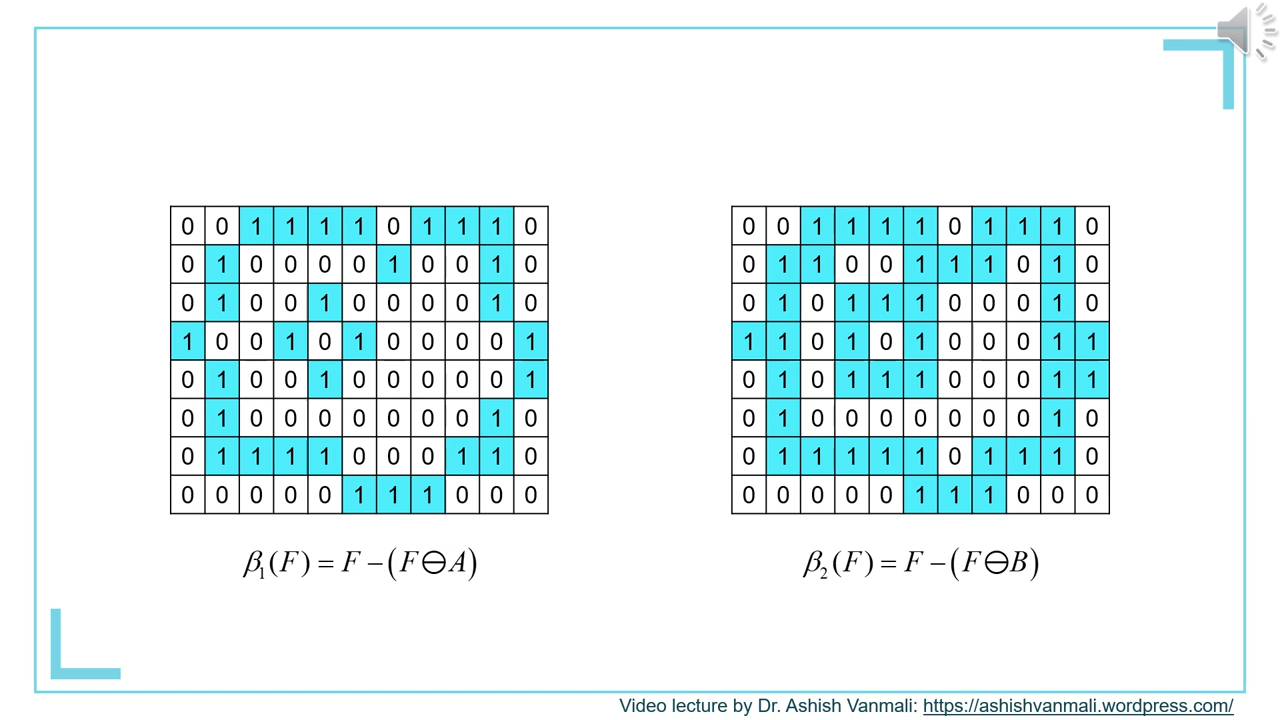 0 0 1 1 1 1 0 1 1 1 0
0 1 0 0 0 0 1 0 0 1 0
0 1 0 0 1 0 0 0 0 1 0
1 0 0 1 0 1 0 0 0 0 1
0 1 0 0 1 0 0 0 0 0 1
0 1 0 0 0 0 0 0 0 1 0
0 1 1 1 1 0 0 0 1 1 0
0 0 0 0 0 1 1 1 0 0 0
β₁(F) = F − (F ⊖ A)
0 0 1 1 1 1 0 1 1 1 0
0 1 1 0 0 1 1 1 0 1 0
0 1 0 1 1 1 0 0 0 1 0
1 1 0 1 0 1 0 0 0 1 1
0 1 0 1 1 1 0 0 0 1 1
0 1 0 0 0 0 0 0 0 1 0
0 1 1 1 1 1 0 1 1 1 0
0 0 0 0 0 1 1 1 0 0 0
β₂(F) = F − (F ⊖ B)
Video lecture by Dr. Ashish Vanmali: https://ashishvanmali.wordpress.com/